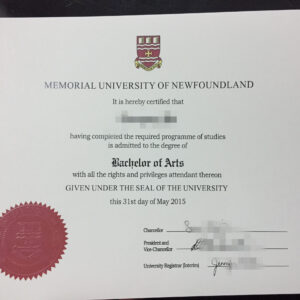 MEMORIAL UNIVERSITY OF NEWFOUNDLAND
It is hereby certified that
having completed the required programme of studies
is admitted to the degree of
Bachelor of Arts
with all the rights and privileges attendant thereon
GIVEN UNDER THE SEAL OF THE UNIVERSITY
this 31st day of May 2015
Chancellor
President and
Vice-Chancellor
University Registrar (Interim)